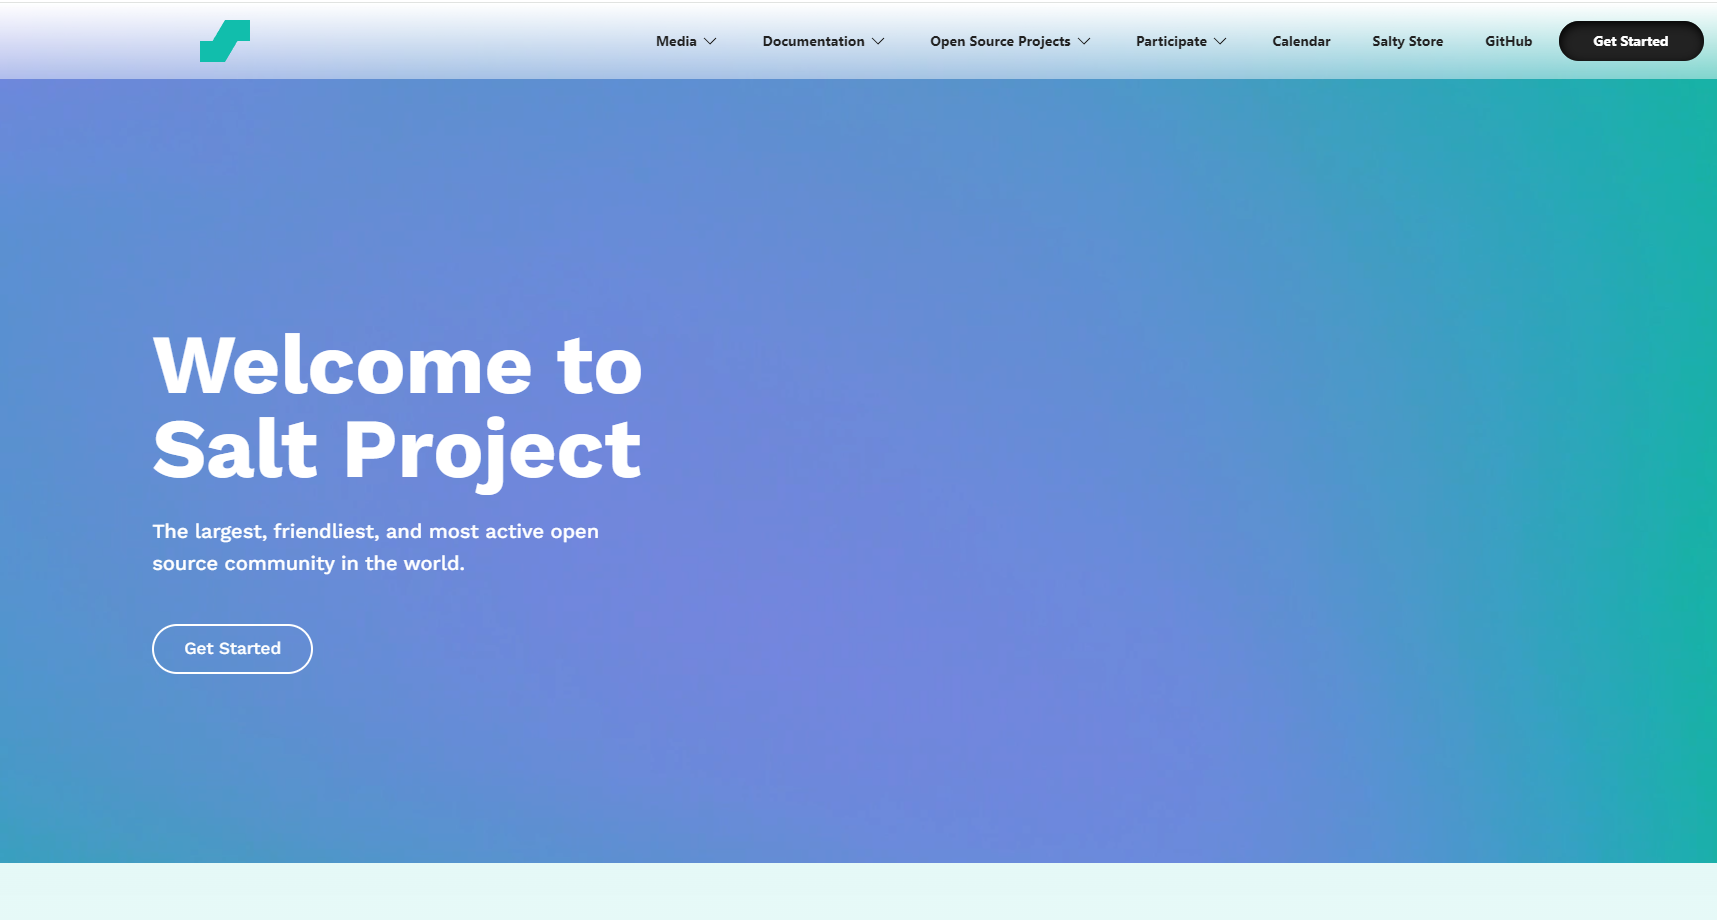 Media Documentation Open Source Projects Participate Calendar Salty Store GitHub Get Started
Welcome to
Salt Project
The largest, friendliest, and most active open
source community in the world.
Get Started